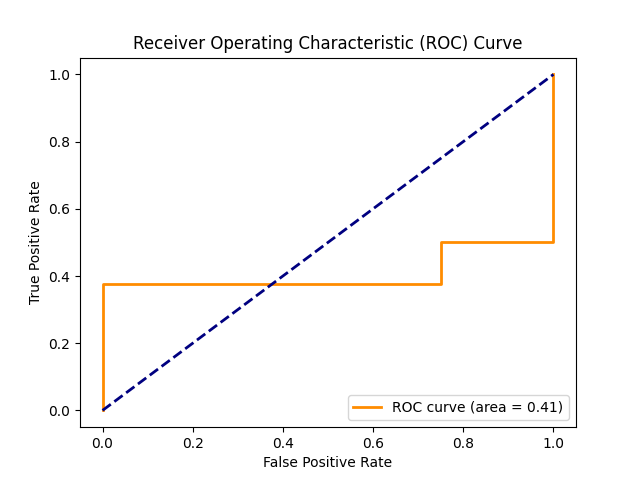 Receiver Operating Characteristic (ROC) Curve
1.0
0.8
0.6
0.4
0.2
0.0
True Positive Rate
ROC curve (area = 0.41)
0.0 0.2 0.4 0.6 0.8 1.0
False Positive Rate